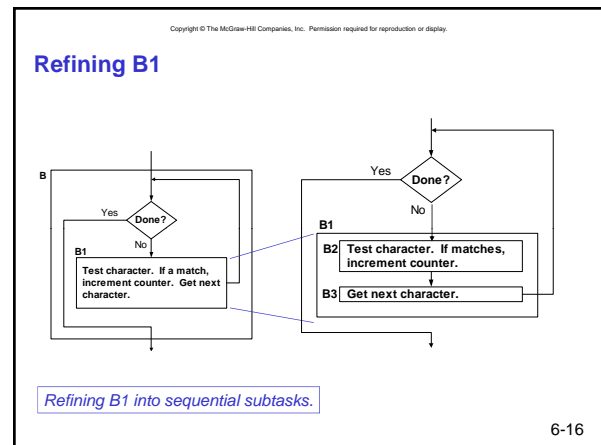 Copyright © The McGraw-Hill Companies, Inc. Permission required for reproduction or display.
Refining B1
B
Yes
Done?
No
B1
Test character. If a match,
increment counter. Get next
character.
Yes
Done?
No
B1
B2 Test character. If matches,
increment counter.
B3 Get next character.
Refining B1 into sequential subtasks.
6-16